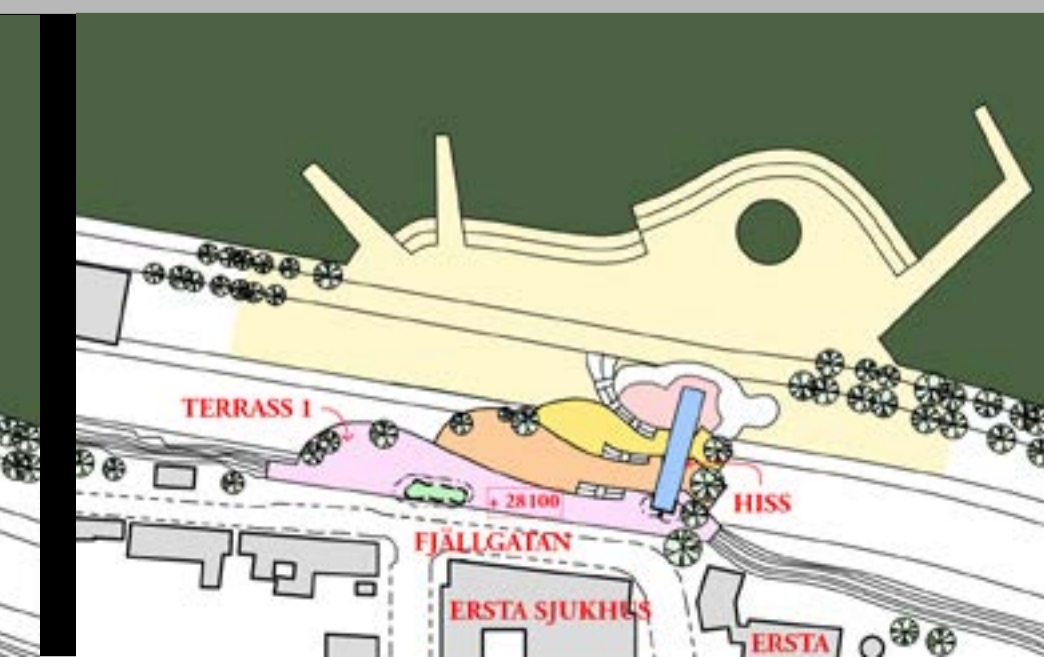 TERRASS 1
+ 28100
HISS
FJÄLLGATAN
ERSTA SJUKHUS
ERSTA